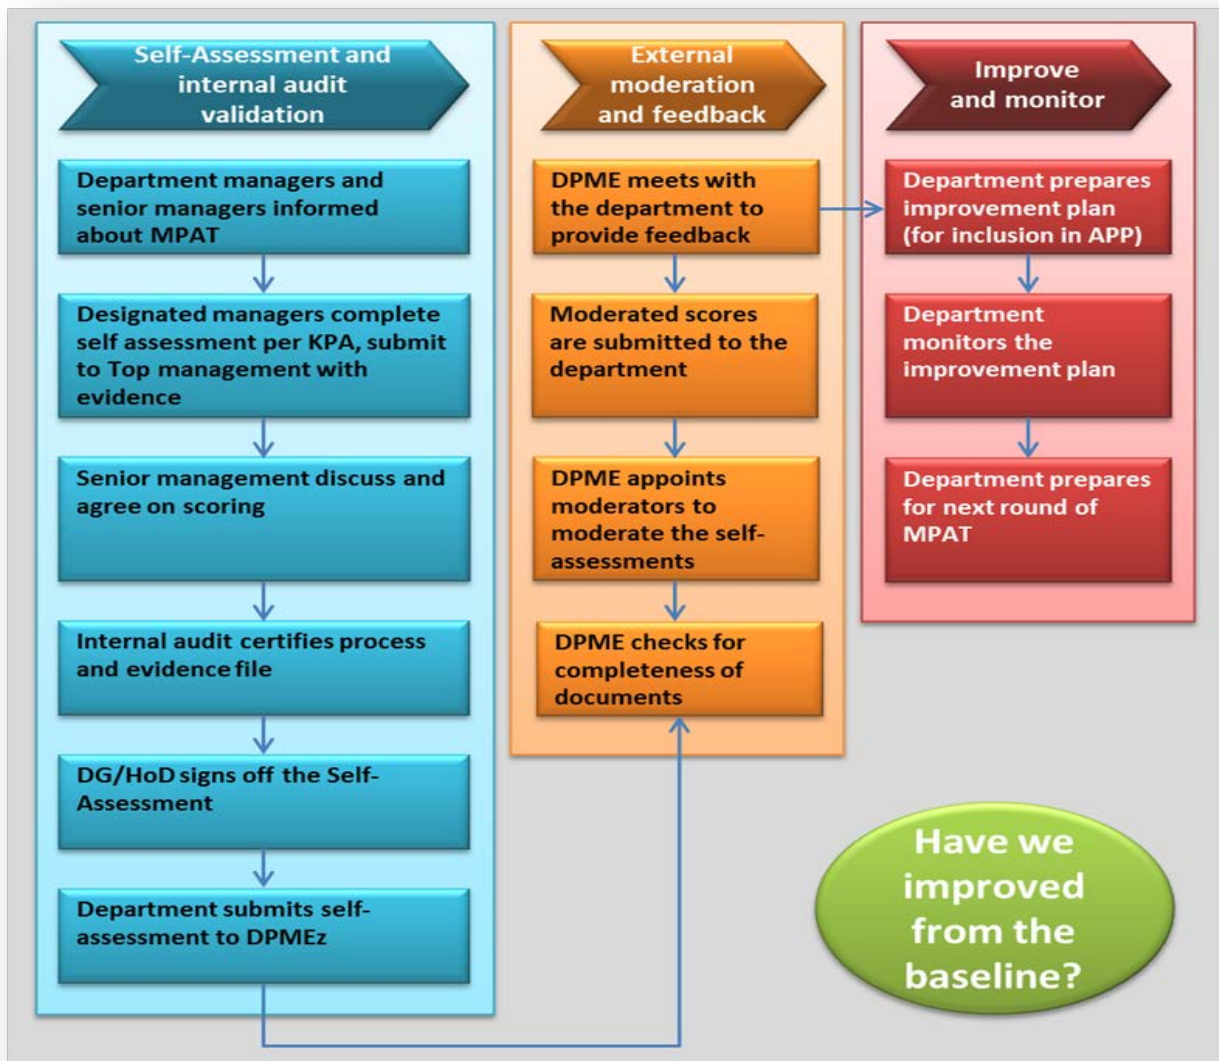 Self-Assessment and
internal audit
validation
Department managers and
senior managers informed
about MPAT
Designated managers complete
self assessment per KPA, submit
to Top management with
evidence
Senior management discuss and
agree on scoring
Internal audit certifies process
and evidence file
DG/HoD signs off the Self-
Assessment
Department submits self-
assessment to DPMEz
External
moderation
and feedback
DPME meets with
the department to
provide feedback
Moderated scores
are submitted to the
department
DPME appoints
moderators to
moderate the self-
assessments
DPME checks for
completeness of
documents
Improve
and monitor
Department prepares
improvement plan
(for inclusion in APP)
Department
monitors the
improvement plan
Department prepares
for next round of
MPAT
Have we
improved
from the
baseline?